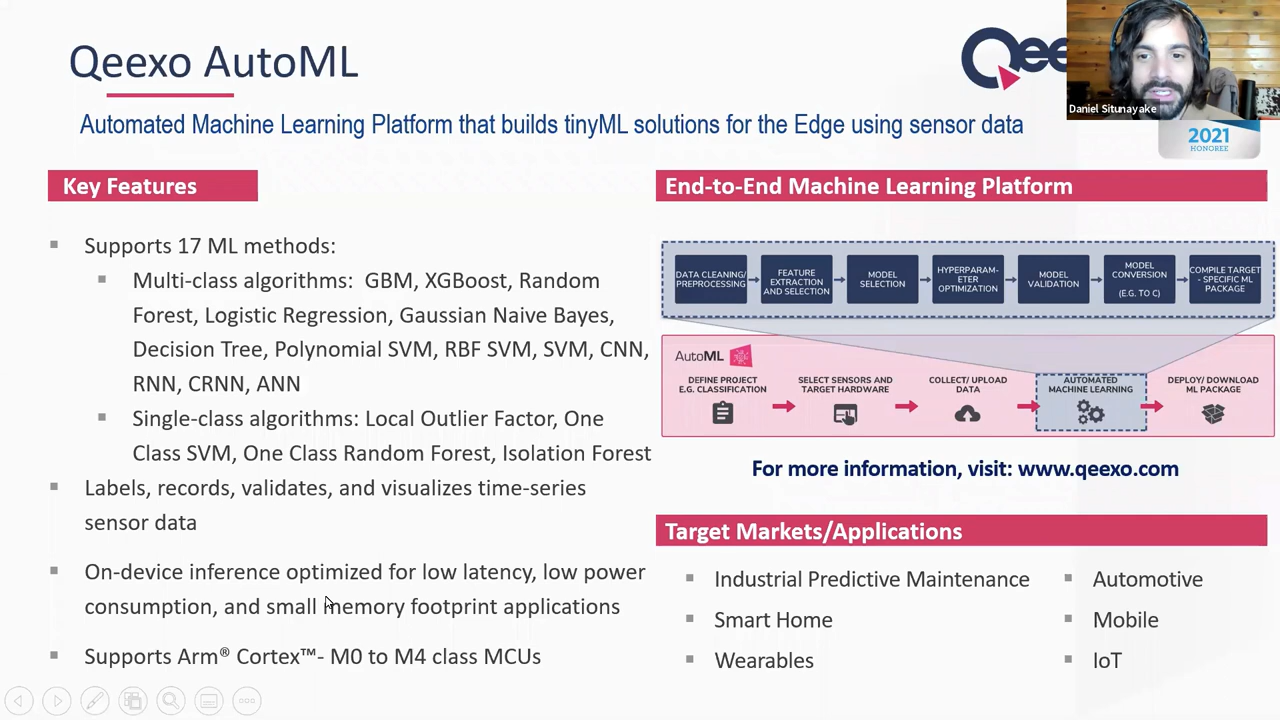 Qeexo AutoML
Qee
Daniel Situnayake
Automated Machine Learning Platform that builds tinyML solutions for the Edge using sensor data
2021
HONOREE
Key Features
Supports 17 ML methods:
Multi-class algorithms: GBM, XGBoost, Random
Forest, Logistic Regression, Gaussian Naive Bayes,
Decision Tree, Polynomial SVM, RBF SVM, SVM, CNN,
RNN, CRNN, ANN
Single-class algorithms: Local Outlier Factor, One
Class SVM, One Class Random Forest, Isolation Forest
Labels, records, validates, and visualizes time-series
sensor data
On-device inference optimized for low latency, low power
consumption, and small memory footprint applications
Supports Arm® Cortex™- M0 to M4 class MCUs
End-to-End Machine Learning Platform
DATA CLEANING/
PREPROCESSING
FEATURE
EXTRACTION
AND SELECTION
MODEL
SELECTION
HYPERPARAM-
ETER
OPTIMIZATION
MODEL
VALIDATION
MODEL
CONVERSION
(E.G. TO C)
COMPILE TARGET
- SPECIFIC ML
PACKAGE
AutoML
DEFINE PROJECT
E.G. CLASSIFICATION
SELECT SENSORS AND
TARGET HARDWARE
COLLECT/ UPLOAD
DATA
AUTOMATED
MACHINE LEARNING
DEPLOY/ DOWNLOAD
ML PACKAGE
For more information, visit: www.qeexo.com
Target Markets/Applications
Industrial Predictive Maintenance
Smart Home
Wearables
Automotive
Mobile
IoT